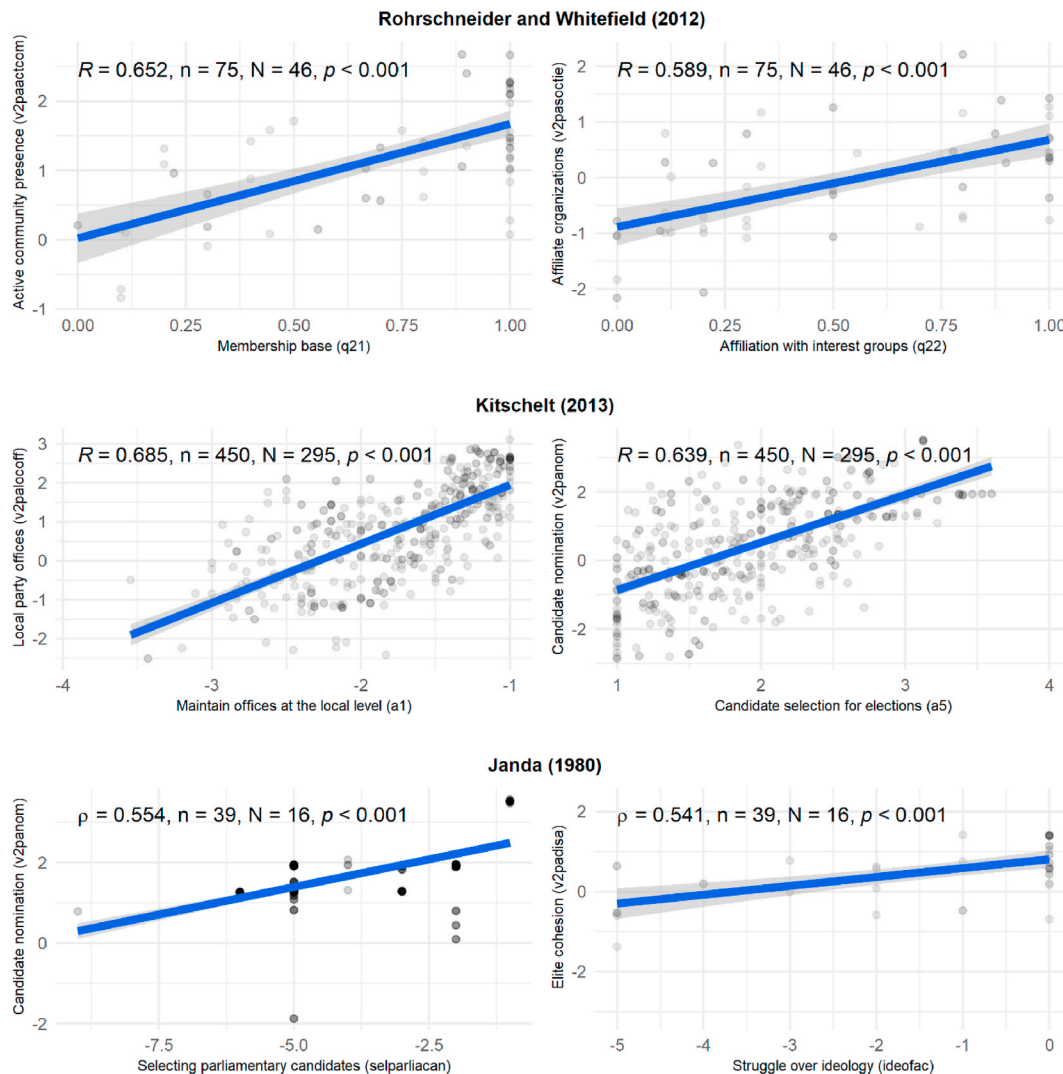 Rohrschneider and Whitefield (2012)
R = 0.652, n = 75, N = 46, p < 0.001
Active community presence (v2pactcom)
2
1
0
-1
0.00 0.25 0.50 0.75 1.00
Membership base (q21)
R = 0.589, n = 75, N = 46, p < 0.001
Affiliate organizations (v2pascctie)
2
1
0
-1
-2
0.00 0.25 0.50 0.75 1.00
Affiliation with interest groups (q22)
Kitschelt (2013)
R = 0.685, n = 450, N = 295, p < 0.001
Local party offices (v2palcoff)
3
2
1
0
-1
-2
-4 -3 -2 -1
Maintain offices at the local level (a1)
R = 0.639, n = 450, N = 295, p < 0.001
Candidate nomination (v2panom)
2
0
-2
1 2 3 4
Candidate selection for elections (a5)
Janda (1980)
ρ = 0.554, n = 39, N = 16, p < 0.001
Candidate nomination (v2panom)
2
0
-2
-7.5 -5.0 -2.5
Selecting parliamentary candidates (selparliacan)
ρ = 0.541, n = 39, N = 16, p < 0.001
Elite cohesion (v2padisa)
2
0
-2
-5 -4 -3 -2 -1 0
Struggle over ideology (ideofac)